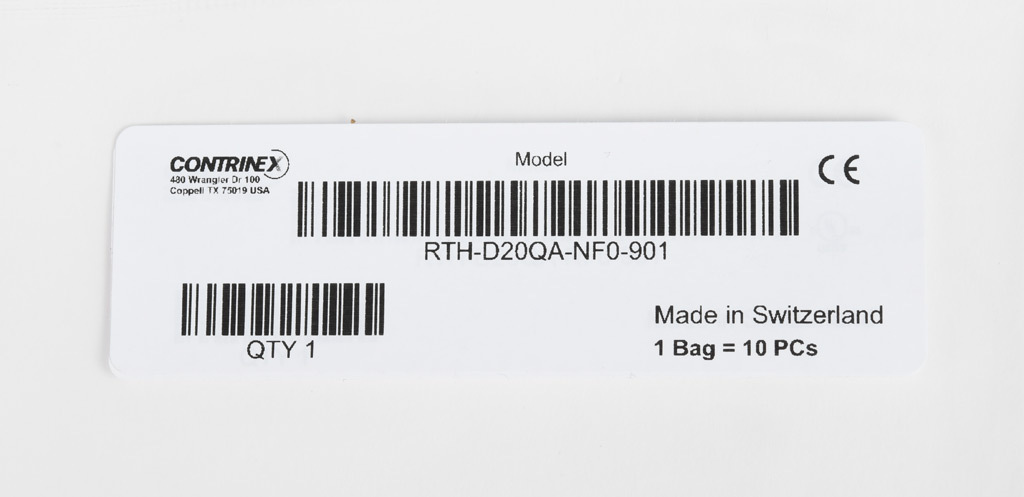 CONTRINEX
480 Wrangler Dr 100
Coppell TX 75019 USA
Model
CE
RTH-D20QA-NF0-901
QTY 1
Made in Switzerland
1 Bag = 10 PCs